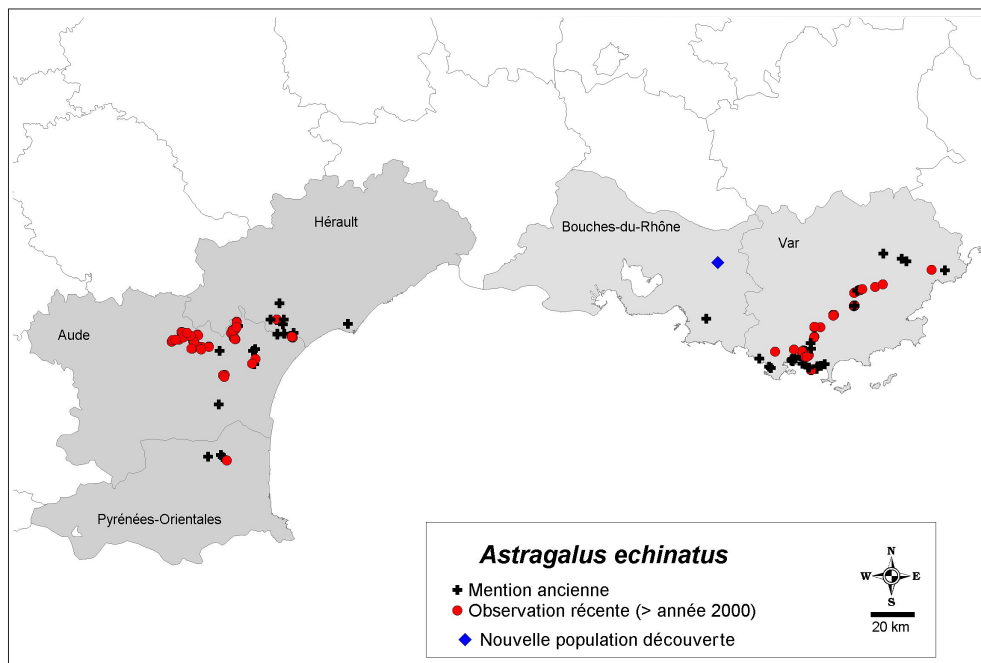 Hérault
Bouches-du-Rhône
Var
Aude
Pyrénées-Orientales
Astragalus echinatus
Mention ancienne
Observation récente (> année 2000)
Nouvelle population découverte
N
W E
S
20 km